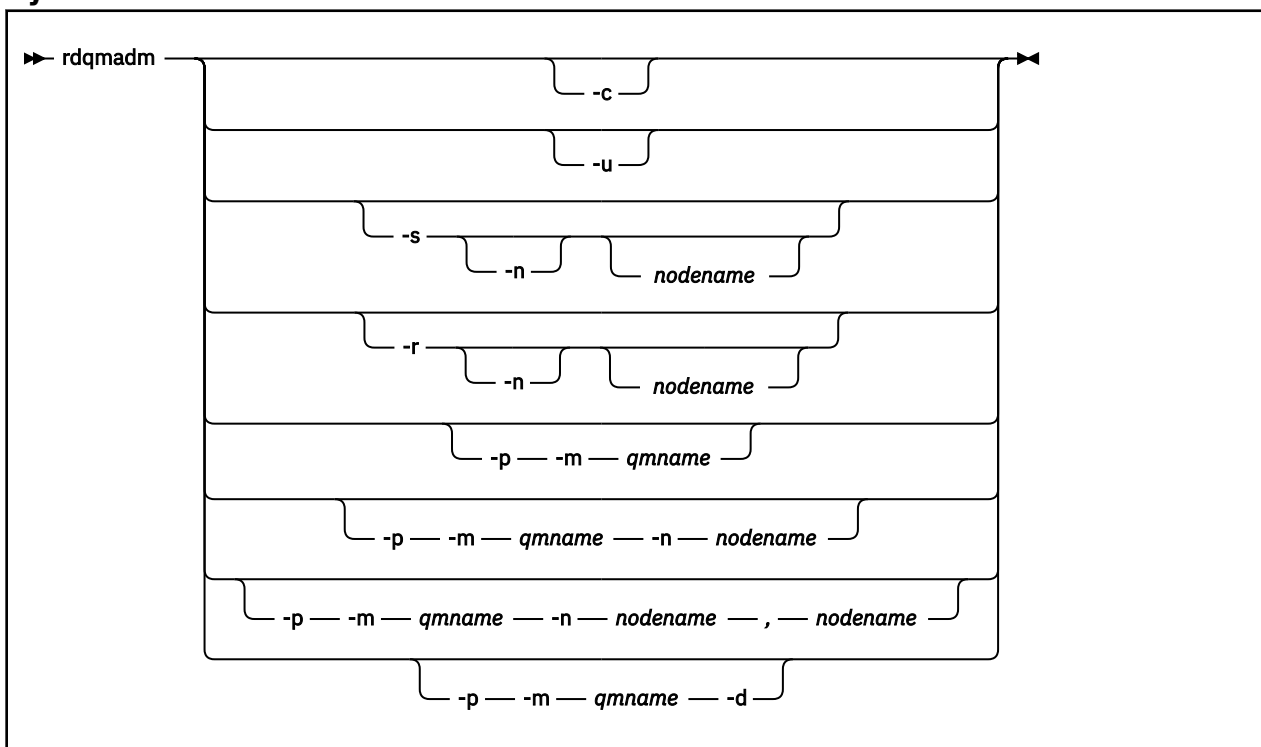 rdqmadm
-c
-u
-s
-n nodename
-r
-n nodename
-p -m qmname
-p -m qmname -n nodename
-p -m qmname -n nodename , nodename
-p -m qmname -d